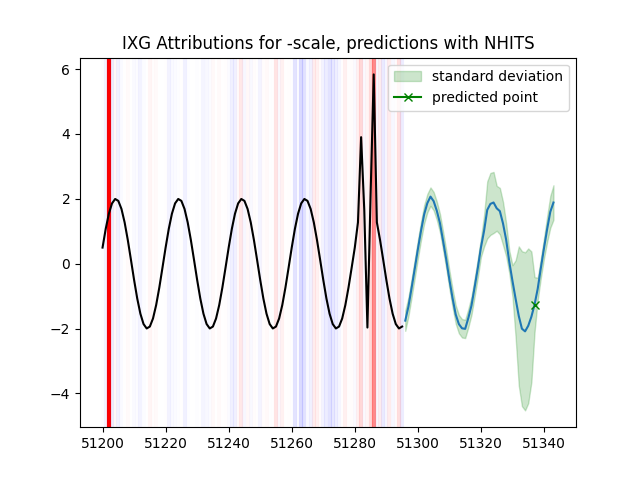 IXG Attributions for -scale, predictions with NHITS
standard deviation
predicted point
6
4
2
0
−2
−4
51200 51220 51240 51260 51280 51300 51320 51340